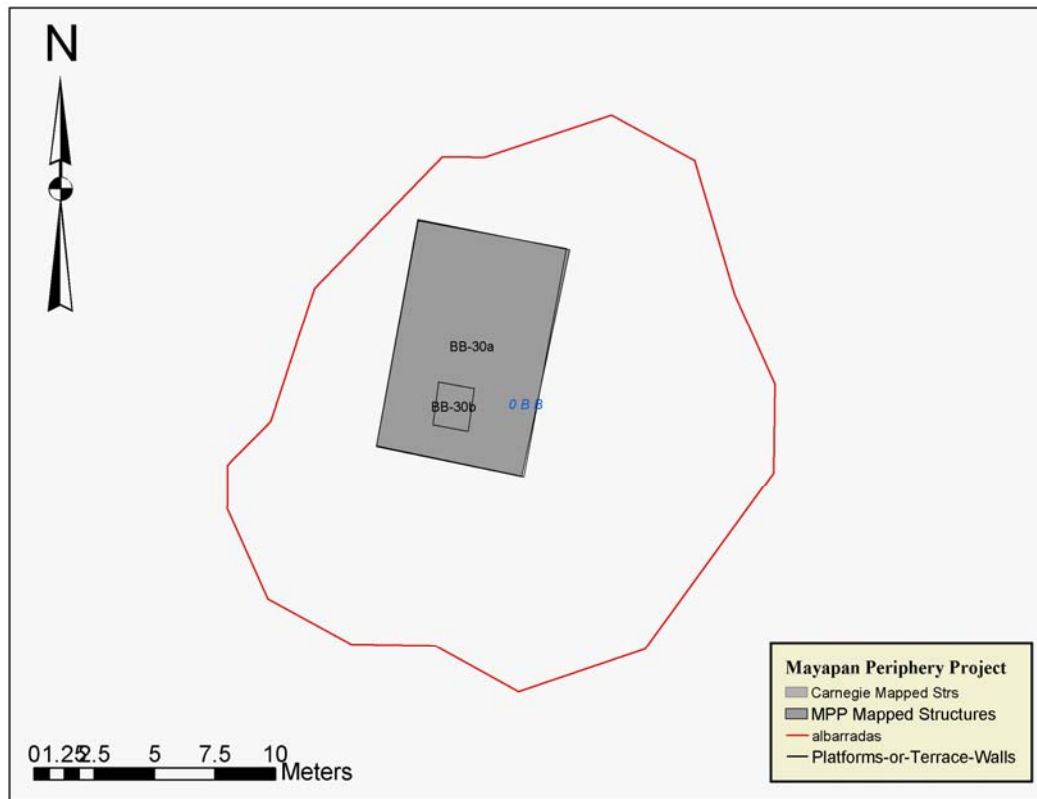 N
BB-30a
BB-30b
0 B B
Mayapan Periphery Project
Carnegie Mapped Strs
MPP Mapped Structures
albarradas
Platforms-or-Terrace-Walls
01.252.5 5 7.5 10
Meters